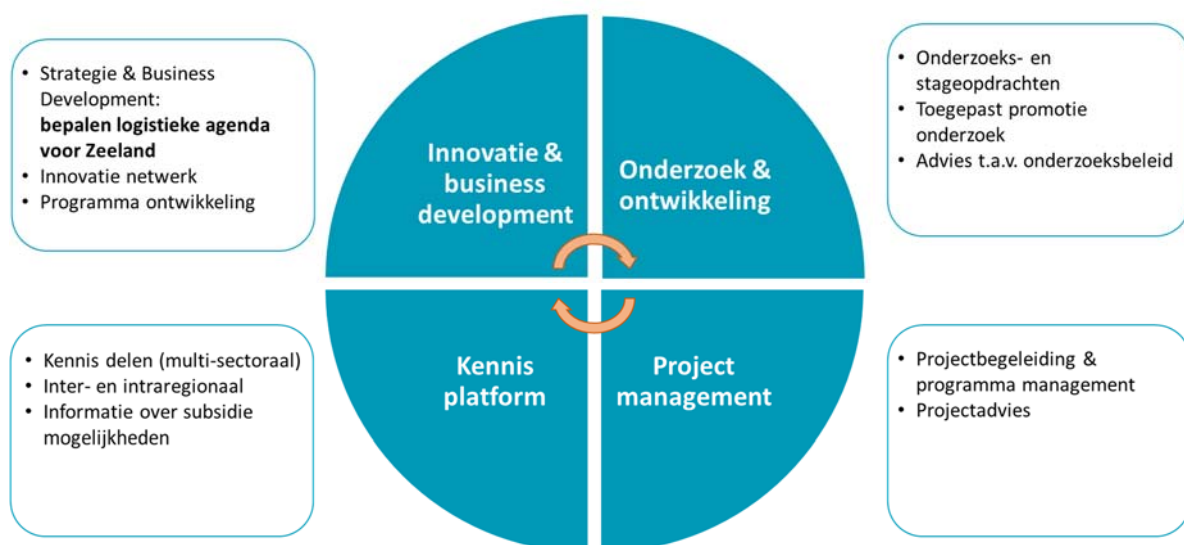 • Strategie & Business
Development:
bepalen logistieke agenda
voor Zeeland
• Innovatie netwerk
• Programma ontwikkeling
Innovatie &
business
development
Onderzoek &
ontwikkeling
• Onderzoeks- en
stageopdrachten
• Toegepast promotie
onderzoek
• Advies t.a.v. onderzoeksbeleid
• Kennis delen (multi-sectoraal)
• Inter- en intraregionaal
• Informatie over subsidie
mogelijkheden
Kennis
platform
Project
management
• Projectbegeleiding &
programma management
• Projectadvies